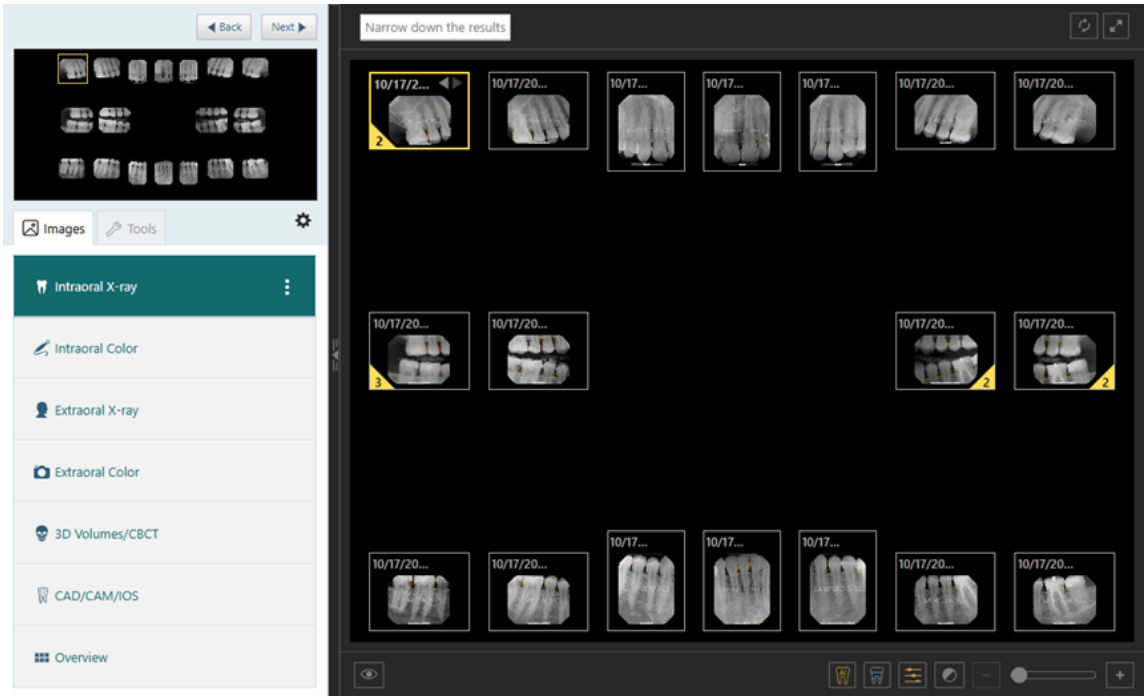 Back
Next
Narrow down the results
Images
Tools
Intraoral X-ray
Intraoral Color
Extraoral X-ray
Extraoral Color
3D Volumes/CBCT
CAD/CAM/IOS
Overview
10/17/2...
10/17/20...
10/17...
10/17...
10/17...
10/17/20...
10/17/20...
2
10/17/20...
10/17/20...
10/17/20...
10/17/20...
3
2
2
10/17/20...
10/17/20...
10/17...
10/17...
10/17...
10/17/20...
10/17/20...